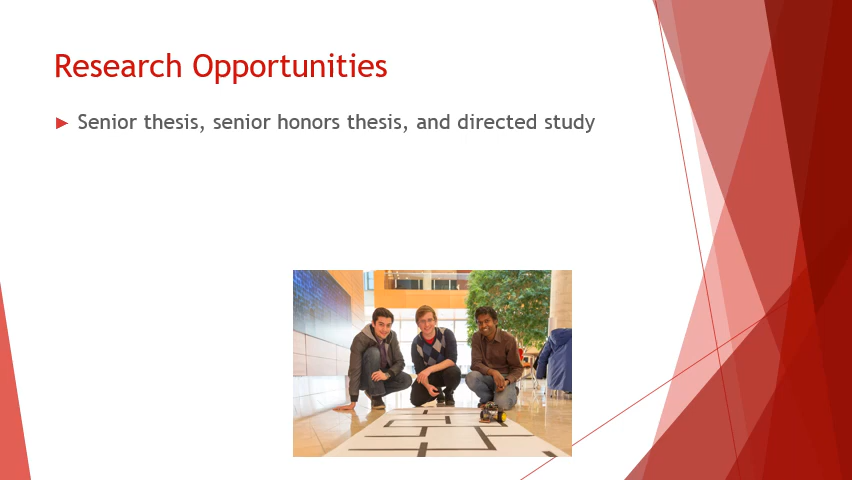 Research Opportunities
Senior thesis, senior honors thesis, and directed study